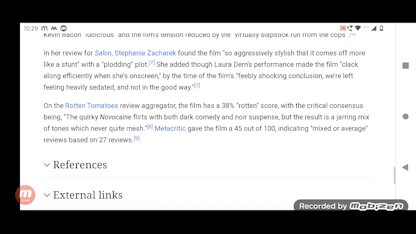 10:29
Kevin Bacon "ludicrous" and the film's tension reduced by the "virtually slapstick run from the cops".
In her review for Salon, Stephanie Zacharek found the film "so aggressively stylish that it comes off more
like a stunt" with a "plodding" plot.[7] She added though Laura Dern's performance made the film "clack
along efficiently when she's onscreen," by the time of the film's "feebly shocking conclusion, we're left
feeling heavily sedated, and not in the good way."[7]
On the Rotten Tomatoes review aggregator, the film has a 38% "rotten" score, with the critical consensus
being, "The quirky Novocaine flirts with both dark comedy and noir suspense, but the result is a jarring mix
of tones which never quite mesh."[8] Metacritic gave the film a 45 out of 100, indicating "mixed or average"
reviews based on 27 reviews.[9]
References
External links
Recorded by mobizen